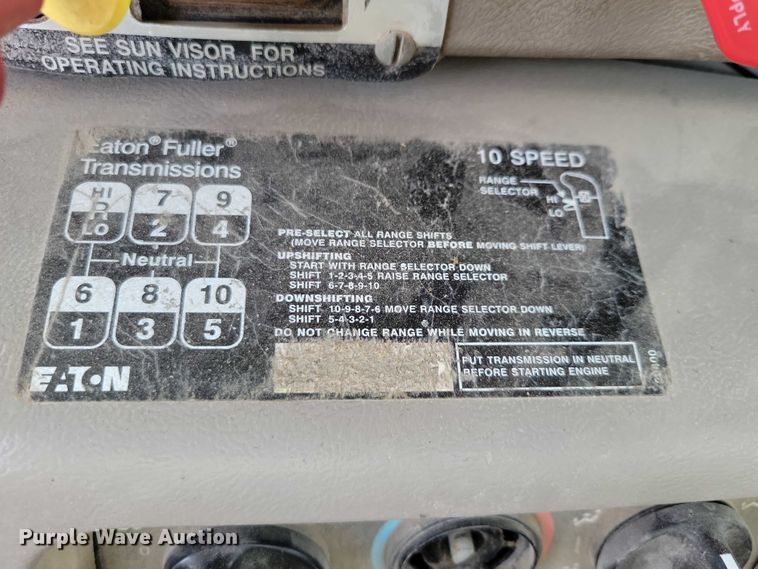 SUPPLY
SEE SUN VISOR FOR
OPERATING INSTRUCTIONS
Eaton® Fuller®
Transmissions
10 SPEED
RANGE
SELECTOR
HI
LO
HI
R
LO
7
2
9
4
Neutral
6
1
8
3
10
5
PRE-SELECT ALL RANGE SHIFTS
(MOVE RANGE SELECTOR BEFORE MOVING SHIFT LEVER)
UPSHIFTING
START WITH RANGE SELECTOR DOWN
SHIFT 1-2-3-4-5 RAISE RANGE SELECTOR
SHIFT 6-7-8-9-10
DOWNSHIFTING
SHIFT 10-9-8-7-6 MOVE RANGE SELECTOR DOWN
SHIFT 5-4-3-2-1
DO NOT CHANGE RANGE WHILE MOVING IN REVERSE
PUT TRANSMISSION IN NEUTRAL
BEFORE STARTING ENGINE
EATON
Purple Wave Auction